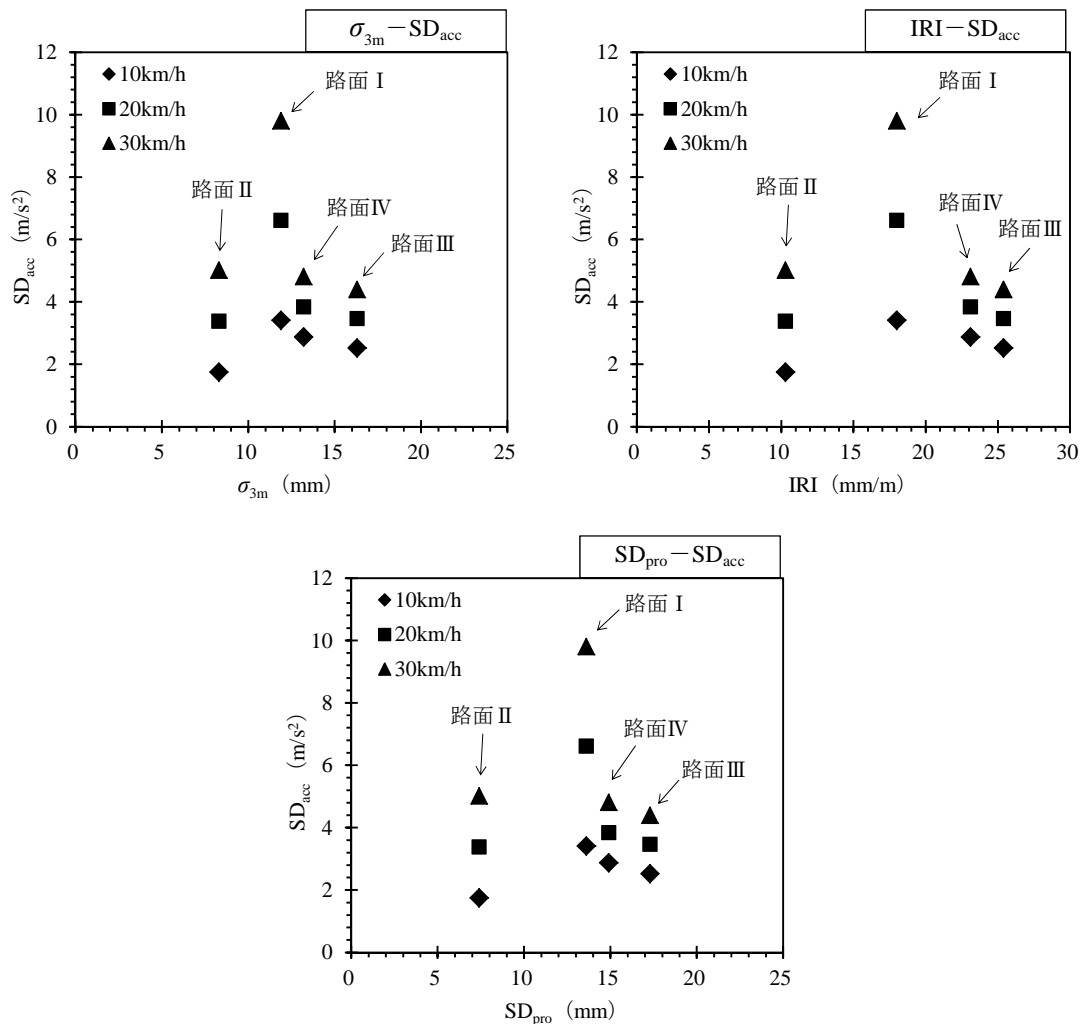 σ3m－SDacc
12
10
8
6
4
2
0
SDacc（m/s²）
◆10km/h
■20km/h
▲30km/h
路面Ⅰ
路面Ⅱ
路面Ⅳ
路面Ⅲ
0 5 10 15 20 25
σ3m（mm）
IRI－SDacc
12
10
8
6
4
2
0
SDacc（m/s²）
◆10km/h
■20km/h
▲30km/h
路面Ⅰ
路面Ⅱ
路面Ⅳ
路面Ⅲ
0 5 10 15 20 25 30
IRI（mm/m）
SDpro－SDacc
12
10
8
6
4
2
0
SDacc（m/s²）
◆10km/h
■20km/h
▲30km/h
路面Ⅰ
路面Ⅱ
路面Ⅳ
路面Ⅲ
0 5 10 15 20 25
SDpro（mm）